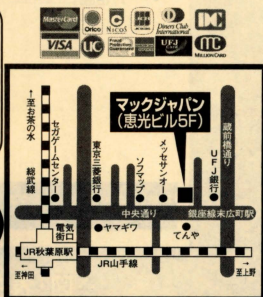 MasterCard
Orico
NICOS
JCB
Diners Club International
DC
VISA
UC
UFJ Card
MC
MILLION CARD
マックジャパン
(恵光ビル5F)
蔵前橋通り
↑至お茶の水
総武線
セガゲームセンター
東京三菱銀行
ソフマップ
メッセサンオー
UFJ銀行
中央通り
銀座線末広町駅
電気街口
ヤマギワ
てんや
JR秋葉原駅
JR山手線
←至神田
→至上野